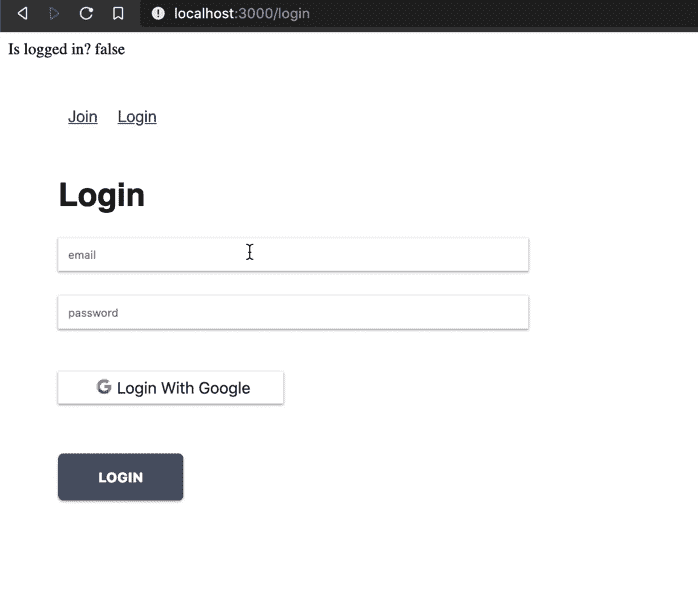 localhost:3000/login
Is logged in? false
Join Login
Login
email
password
Login With Google
LOGIN